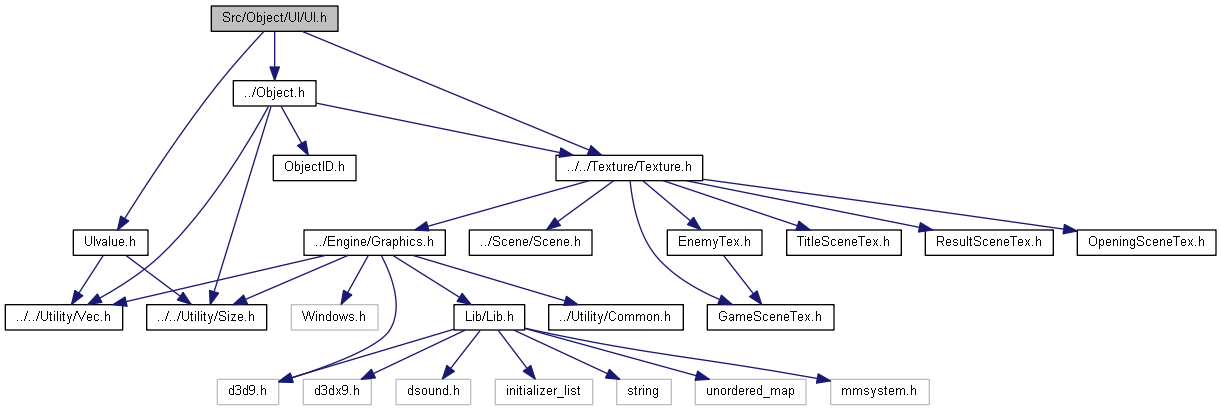 Src/Object/UI/UI.h
../Object.h
ObjectID.h
../../Texture/Texture.h
UIvalue.h
../Engine/Graphics.h
../Scene/Scene.h
EnemyTex.h
TitleSceneTex.h
ResultSceneTex.h
OpeningSceneTex.h
../../Utility/Vec.h
../../Utility/Size.h
Windows.h
Lib/Lib.h
../Utility/Common.h
GameSceneTex.h
d3d9.h
d3dx9.h
dsound.h
initializer_list
string
unordered_map
mmsystem.h